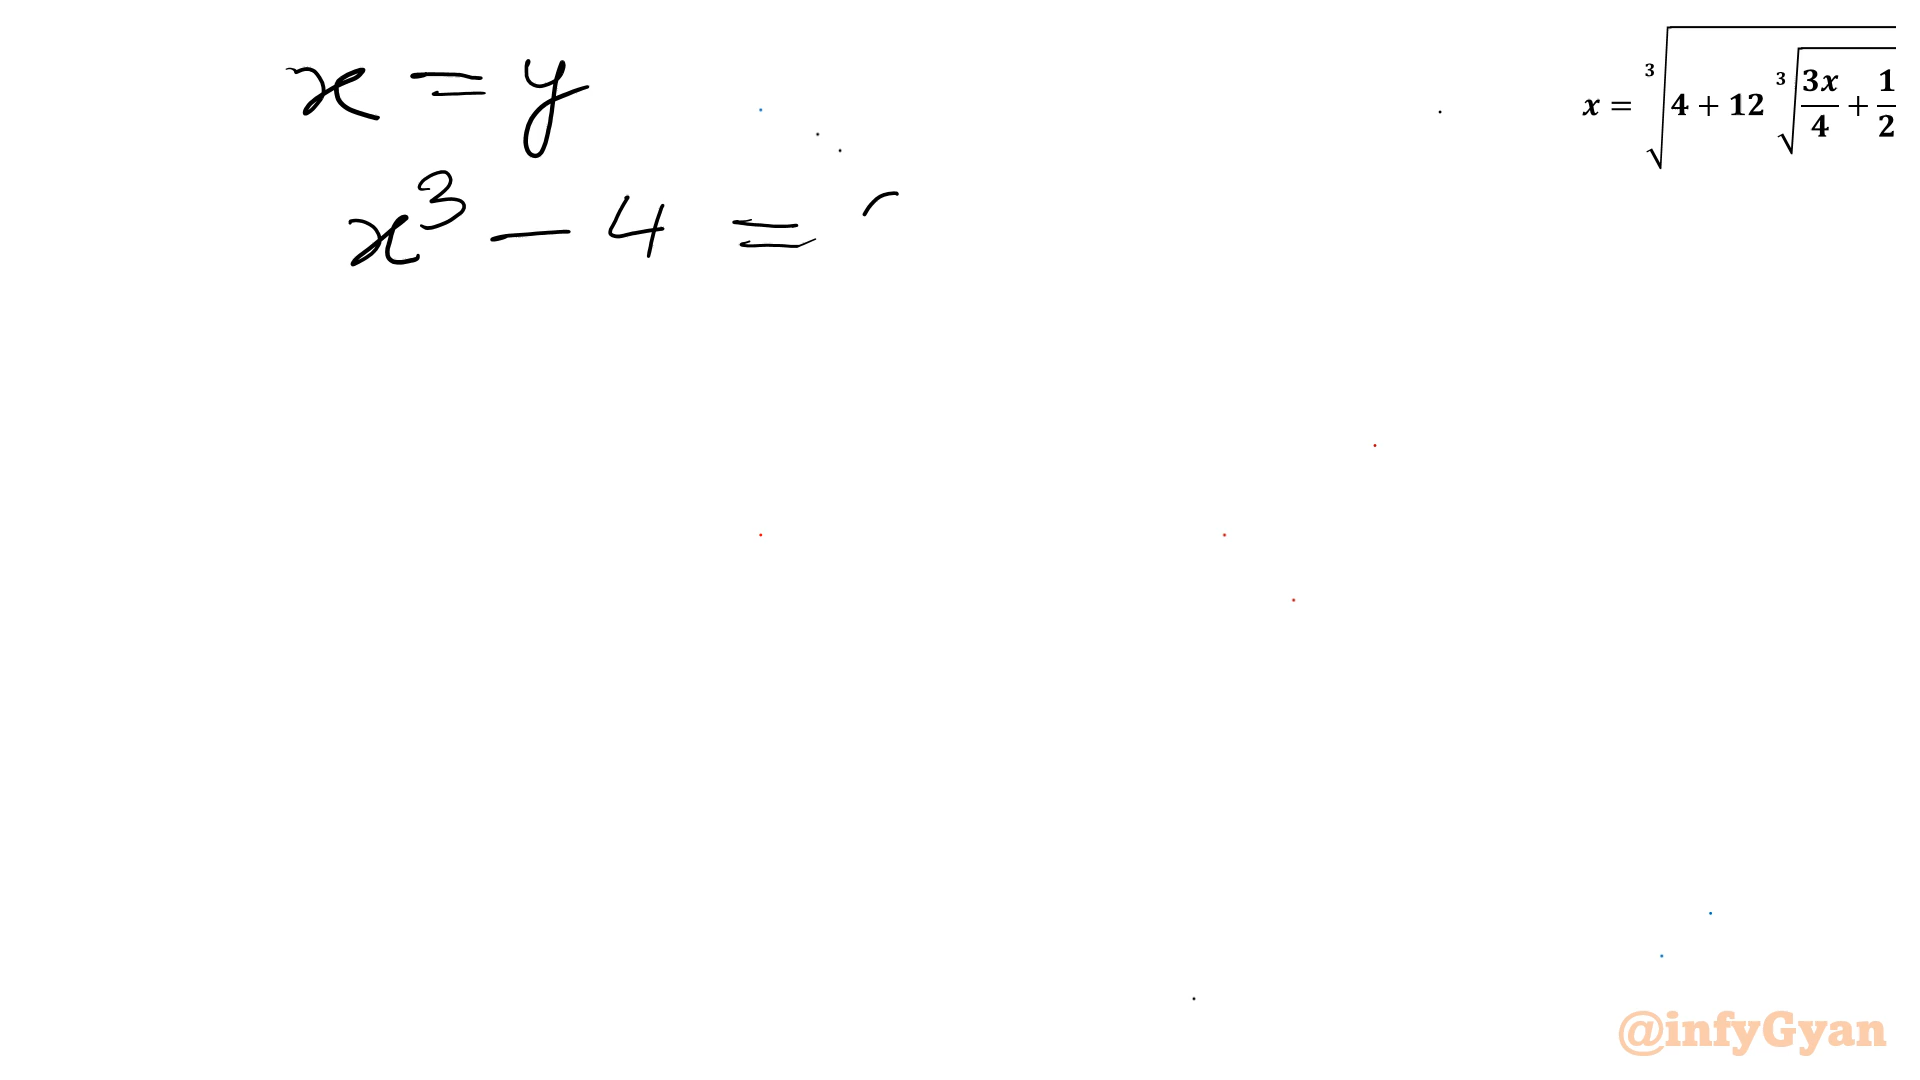 x = y
x = ∛(4 + 12 ∛(3x/4 + 1/2))
x³ - 4 =
@infyGyan